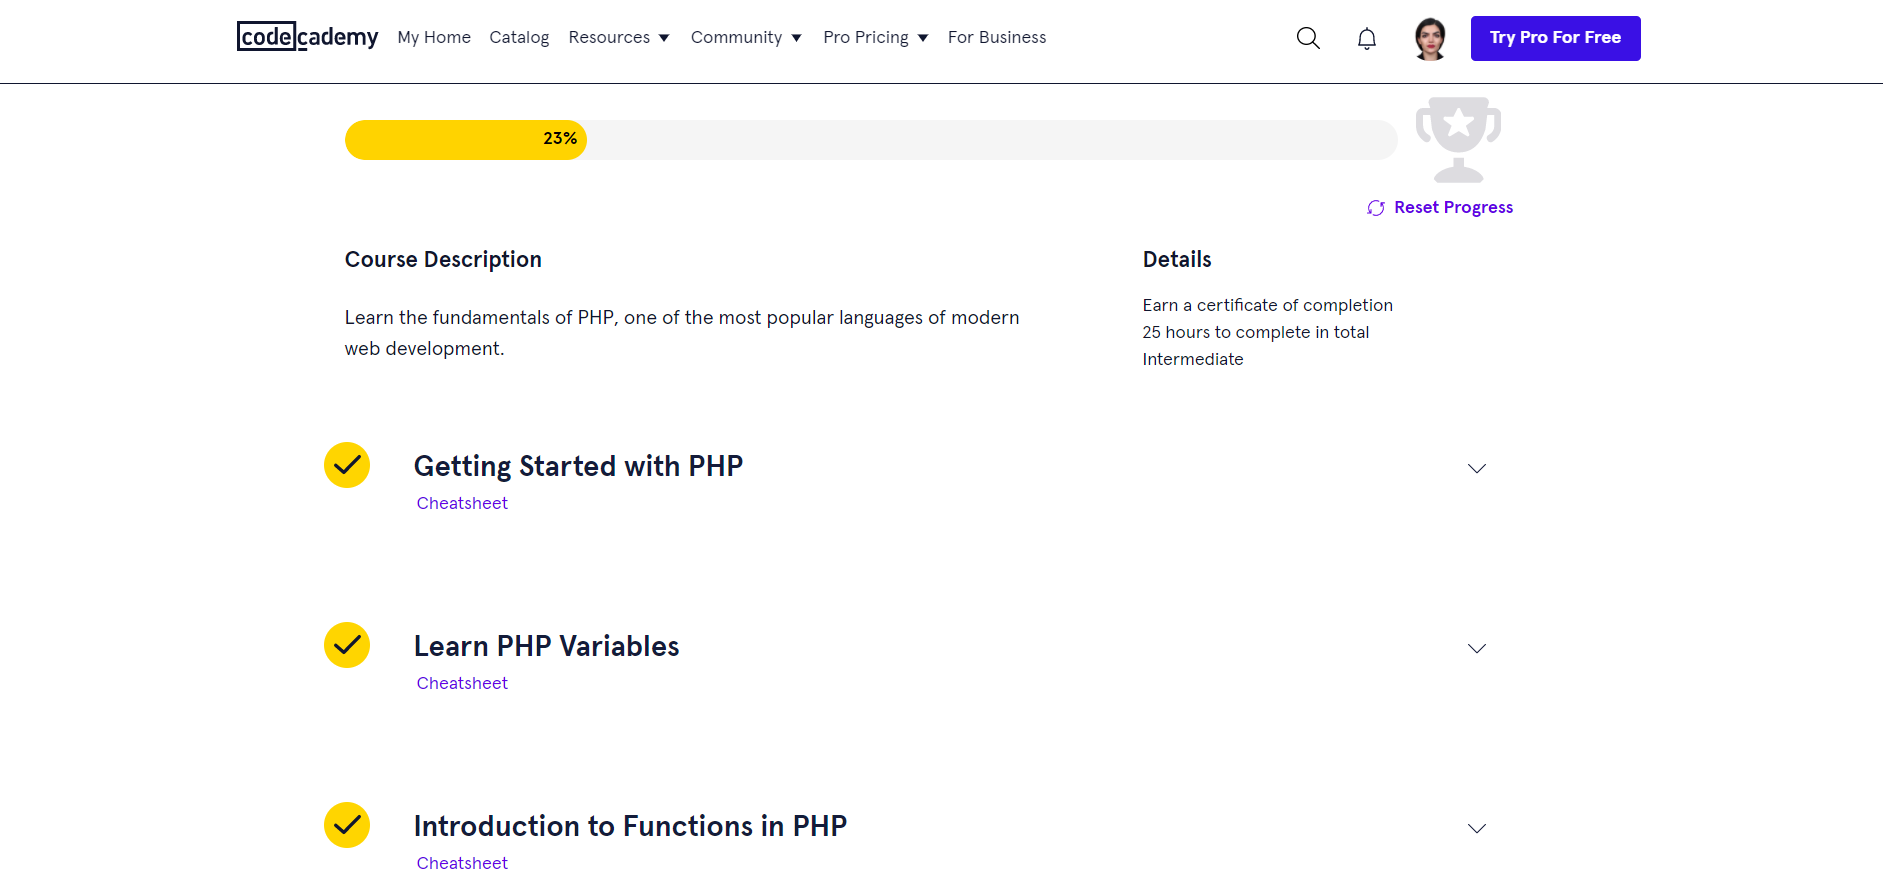 codecademy My Home Catalog Resources Community Pro Pricing For Business Try Pro For Free
23%
Reset Progress
Course Description
Learn the fundamentals of PHP, one of the most popular languages of modern
web development.
Details
Earn a certificate of completion
25 hours to complete in total
Intermediate
Getting Started with PHP
Cheatsheet
Learn PHP Variables
Cheatsheet
Introduction to Functions in PHP
Cheatsheet